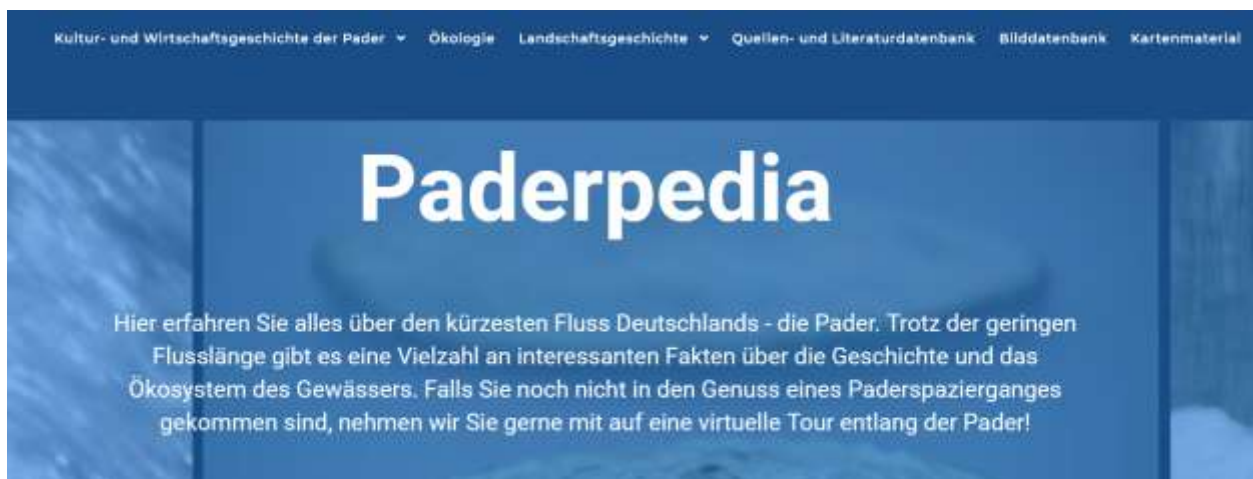 Kultur- und Wirtschaftsgeschichte der Pader Ökologie Landschaftsgeschichte Quellen- und Literaturdatenbank Bilddatenbank Kartenmaterial
Paderpedia
Hier erfahren Sie alles über den kürzesten Fluss Deutschlands - die Pader. Trotz der geringen
Flusslänge gibt es eine Vielzahl an interessanten Fakten über die Geschichte und das
Ökosystem des Gewässers. Falls Sie noch nicht in den Genuss eines Paderspazierganges
gekommen sind, nehmen wir Sie gerne mit auf eine virtuelle Tour entlang der Pader!